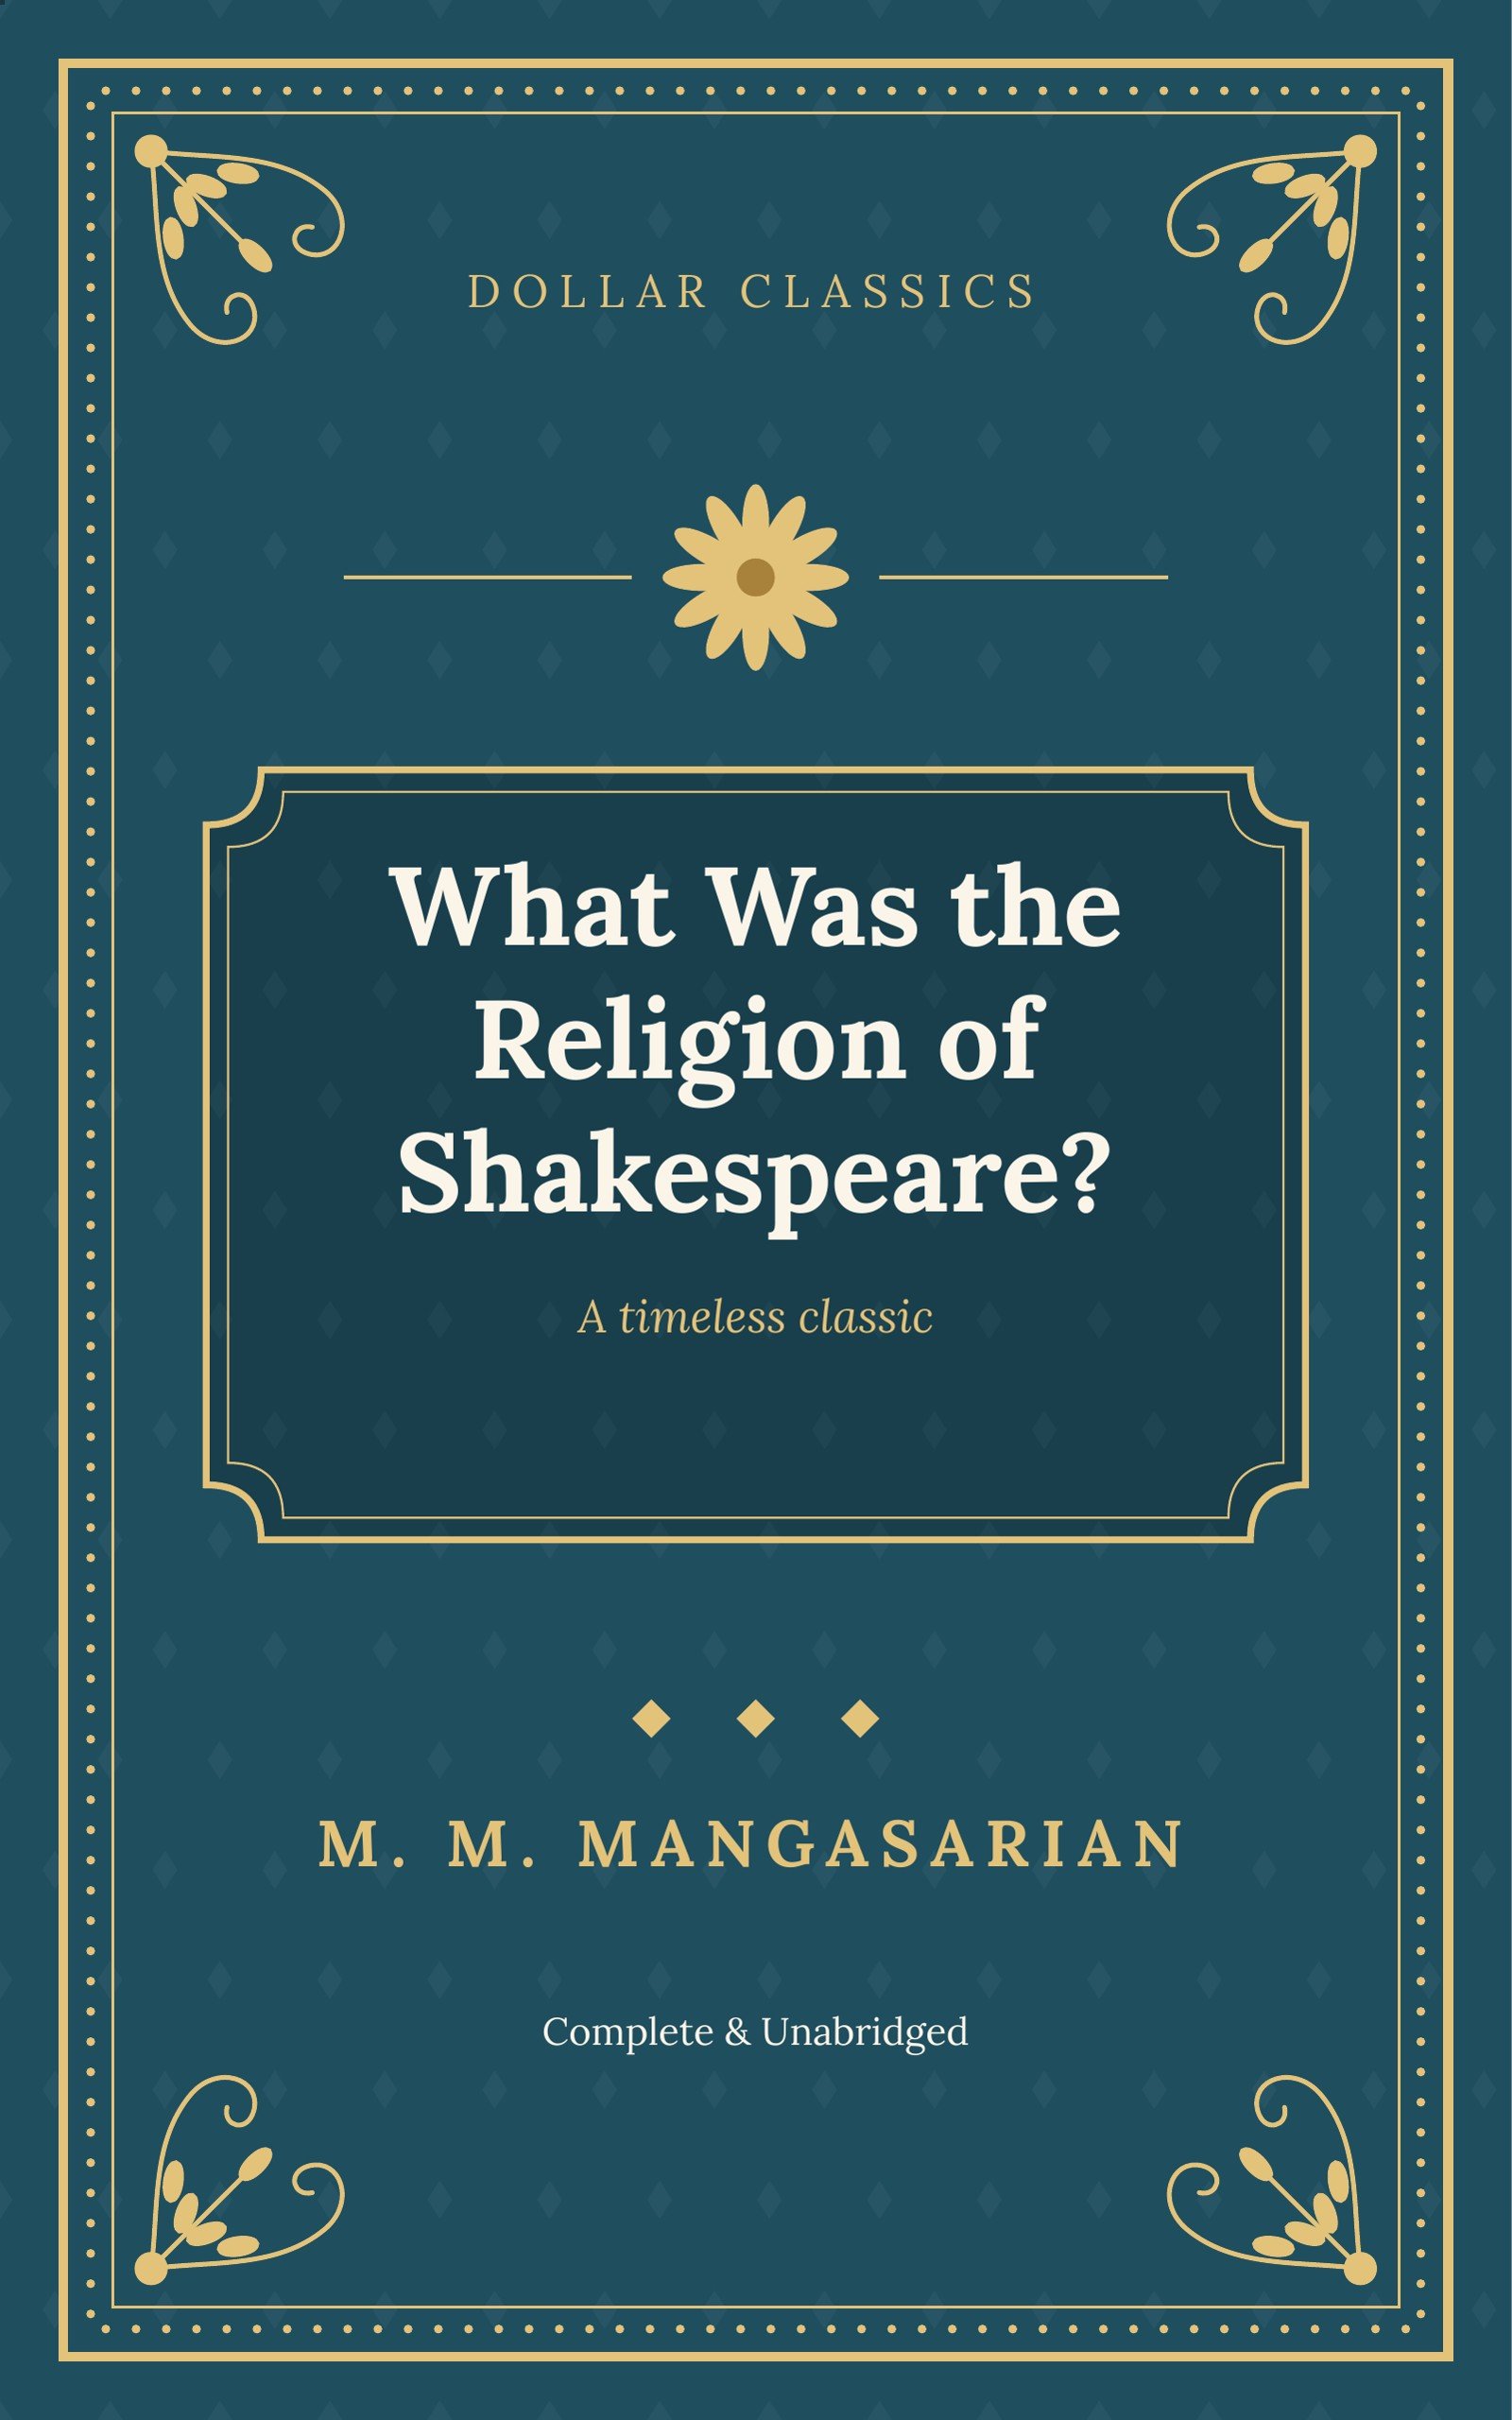 DOLLAR CLASSICS
What Was the
Religion of
Shakespeare?
A timeless classic
M. M. MANGASARIAN
Complete & Unabridged